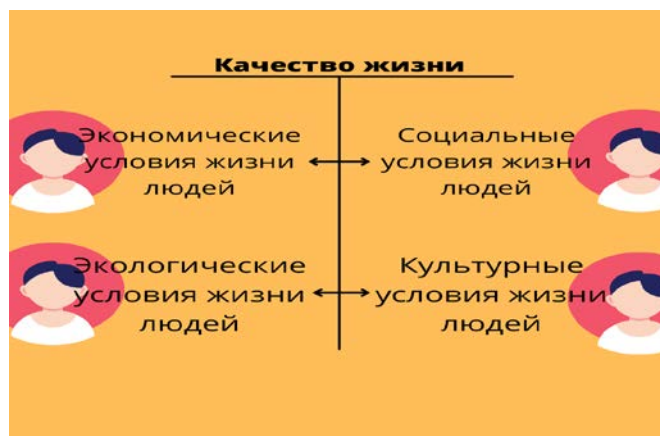 Качество жизни
Экономические
условия жизни
людей
Социальные
условия жизни
людей
Экологические
условия жизни
людей
Культурные
условия жизни
людей